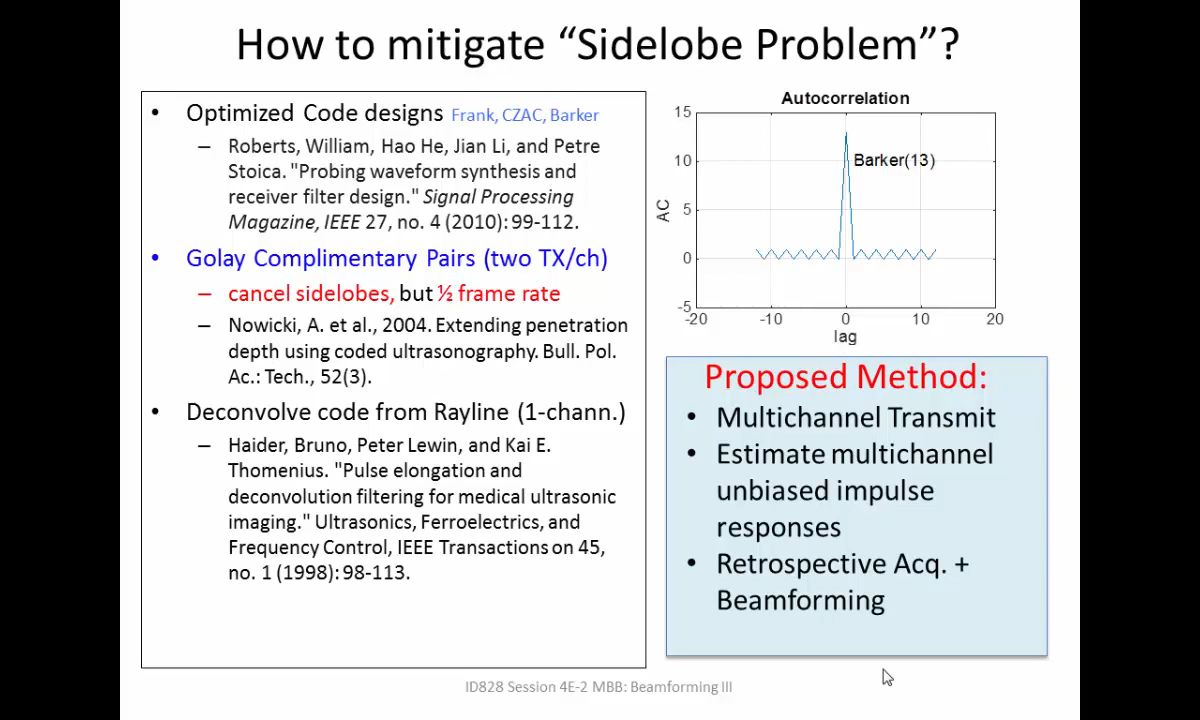 How to mitigate “Sidelobe Problem”?
• Optimized Code designs Frank, CZAC, Barker
– Roberts, William, Hao He, Jian Li, and Petre
Stoica. "Probing waveform synthesis and
receiver filter design." Signal Processing
Magazine, IEEE 27, no. 4 (2010): 99-112.
• Golay Complimentary Pairs (two TX/ch)
– cancel sidelobes, but ½ frame rate
– Nowicki, A. et al., 2004. Extending penetration
depth using coded ultrasonography. Bull. Pol.
Ac.: Tech., 52(3).
• Deconvolve code from Rayline (1-chann.)
– Haider, Bruno, Peter Lewin, and Kai E.
Thomenius. "Pulse elongation and
deconvolution filtering for medical ultrasonic
imaging." Ultrasonics, Ferroelectrics, and
Frequency Control, IEEE Transactions on 45,
no. 1 (1998): 98-113.
Autocorrelation
15
10
5
0
-5
AC
Barker(13)
-20 -10 0 10 20
lag
Proposed Method:
• Multichannel Transmit
• Estimate multichannel
unbiased impulse
responses
• Retrospective Acq. +
Beamforming
ID828 Session 4E-2 MBB: Beamforming III